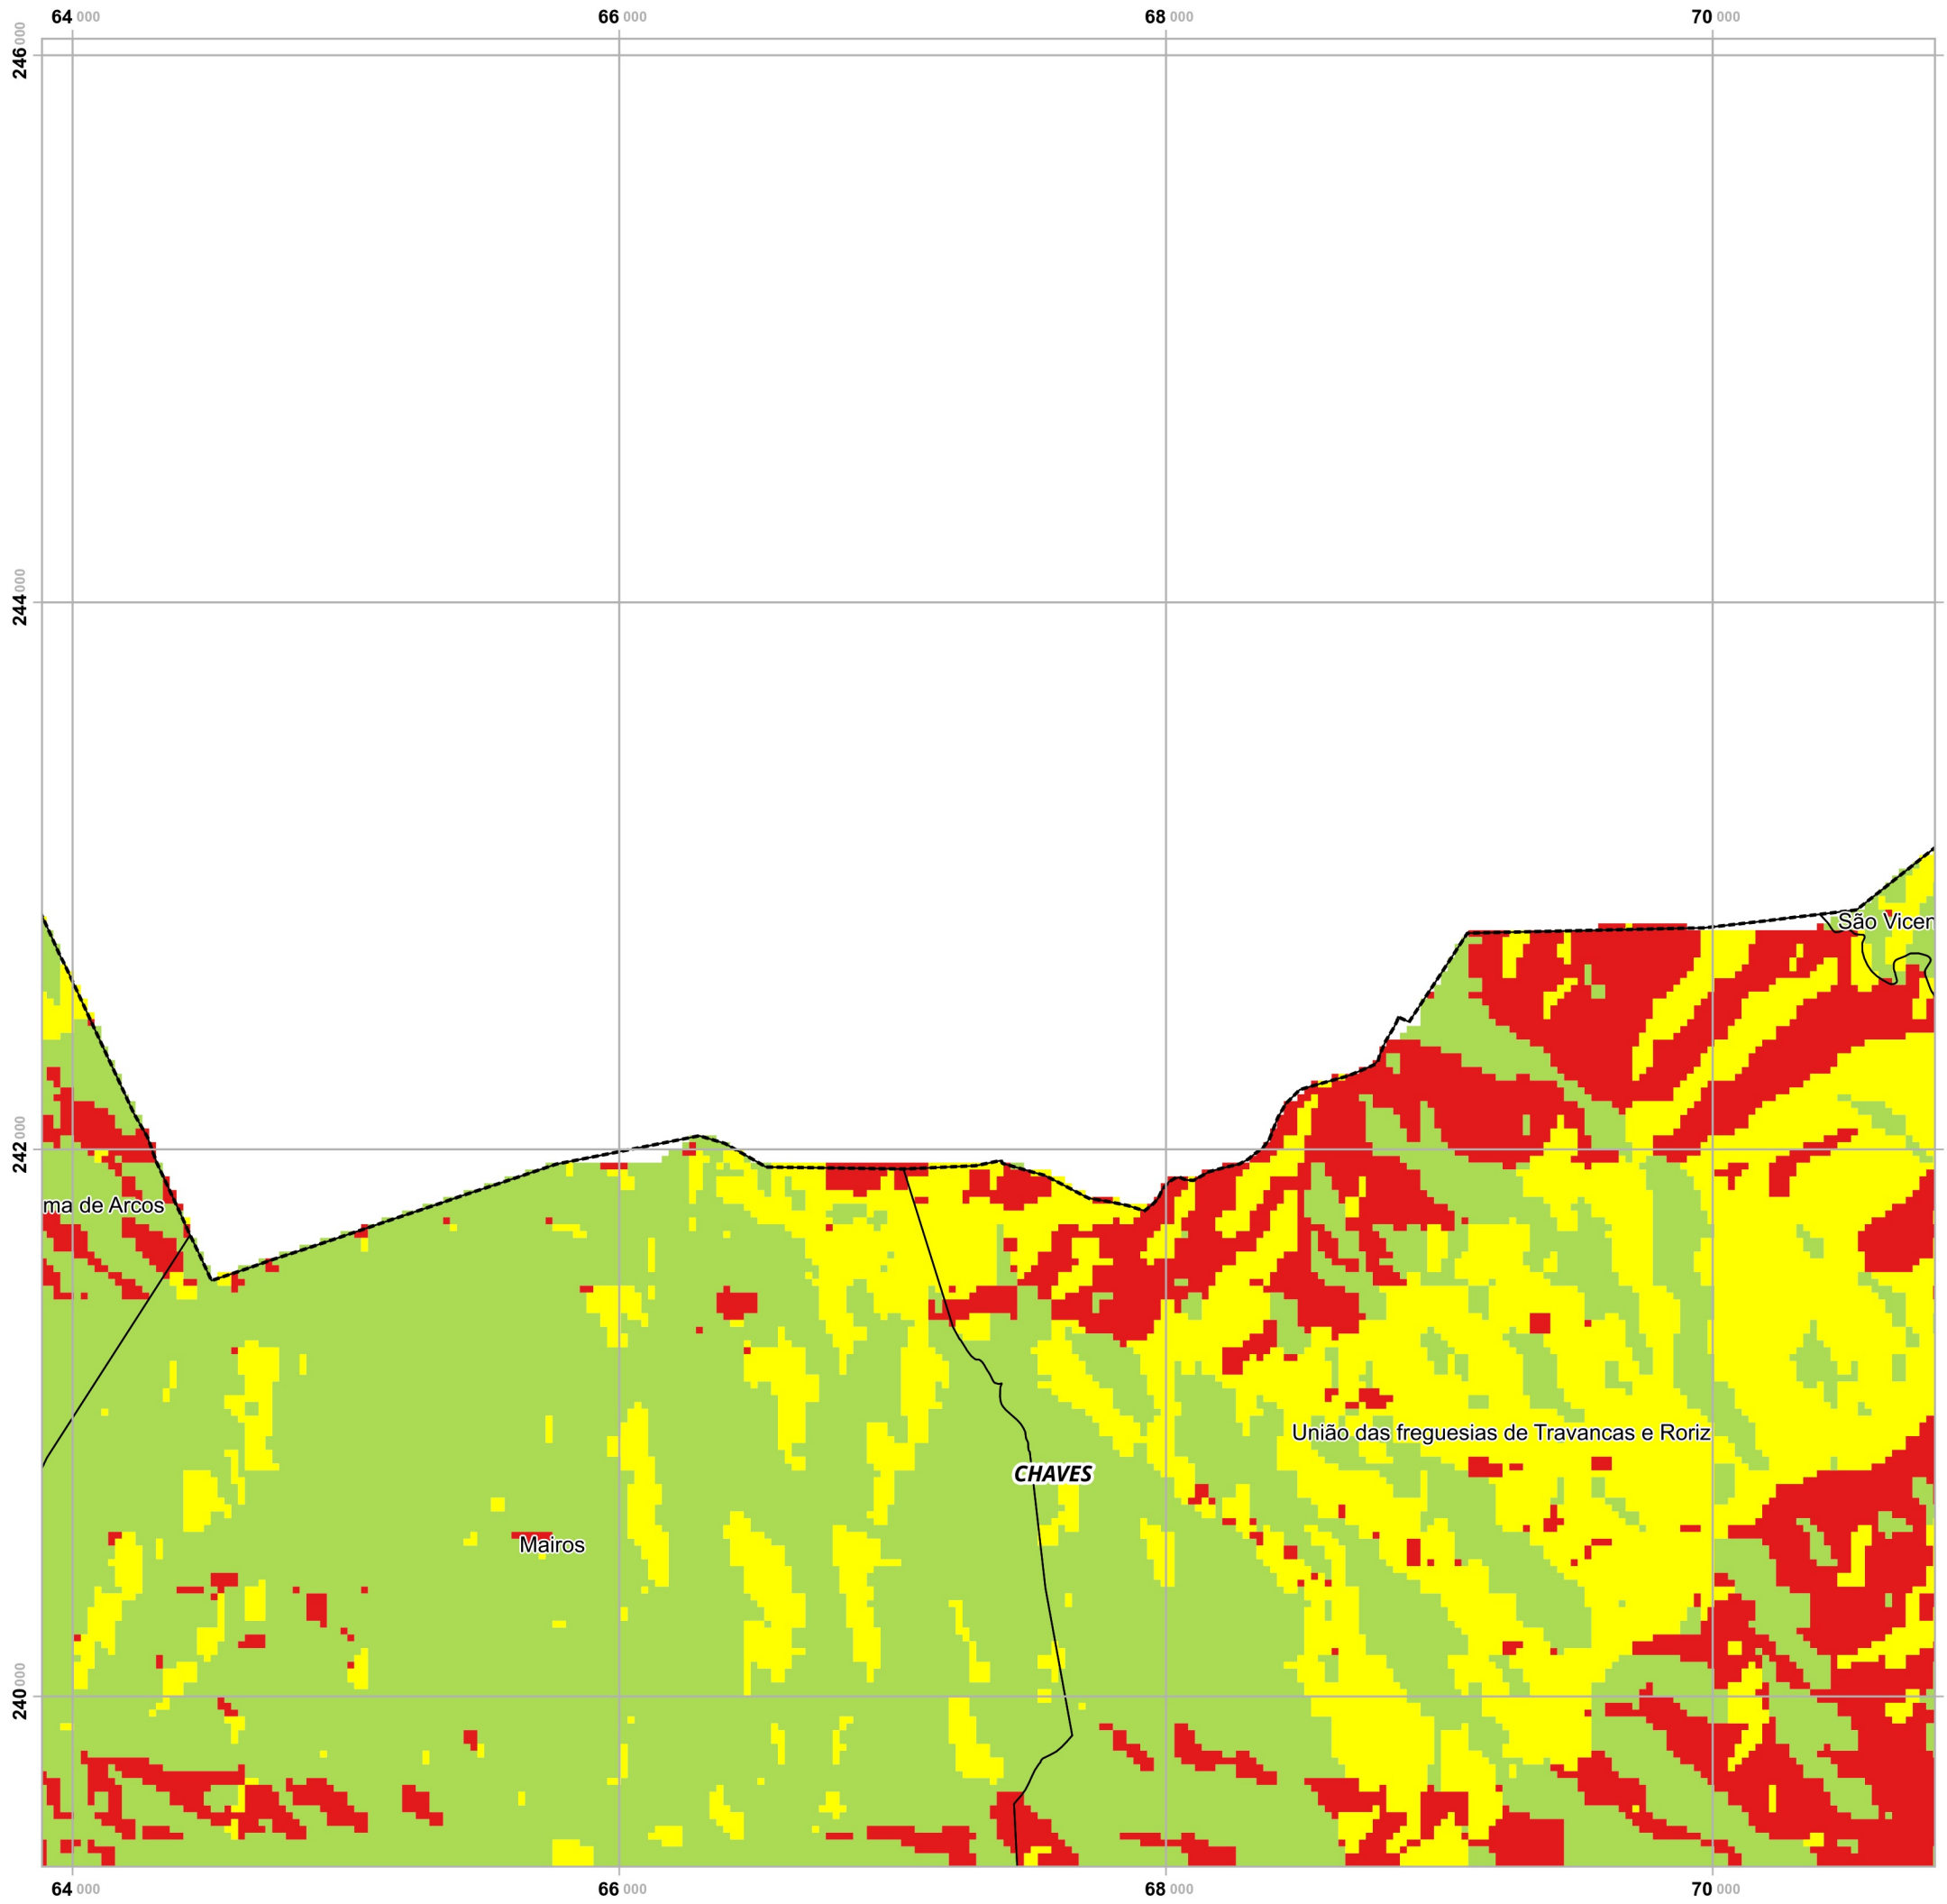 64 000 66 000 68 000 70 000
246 000
244 000
São Vicen
242 000
ma de Arcos
União das freguesias de Travancas e Roriz
CHAVES
Mairos
240 000
64 000 66 000 68 000 70 000